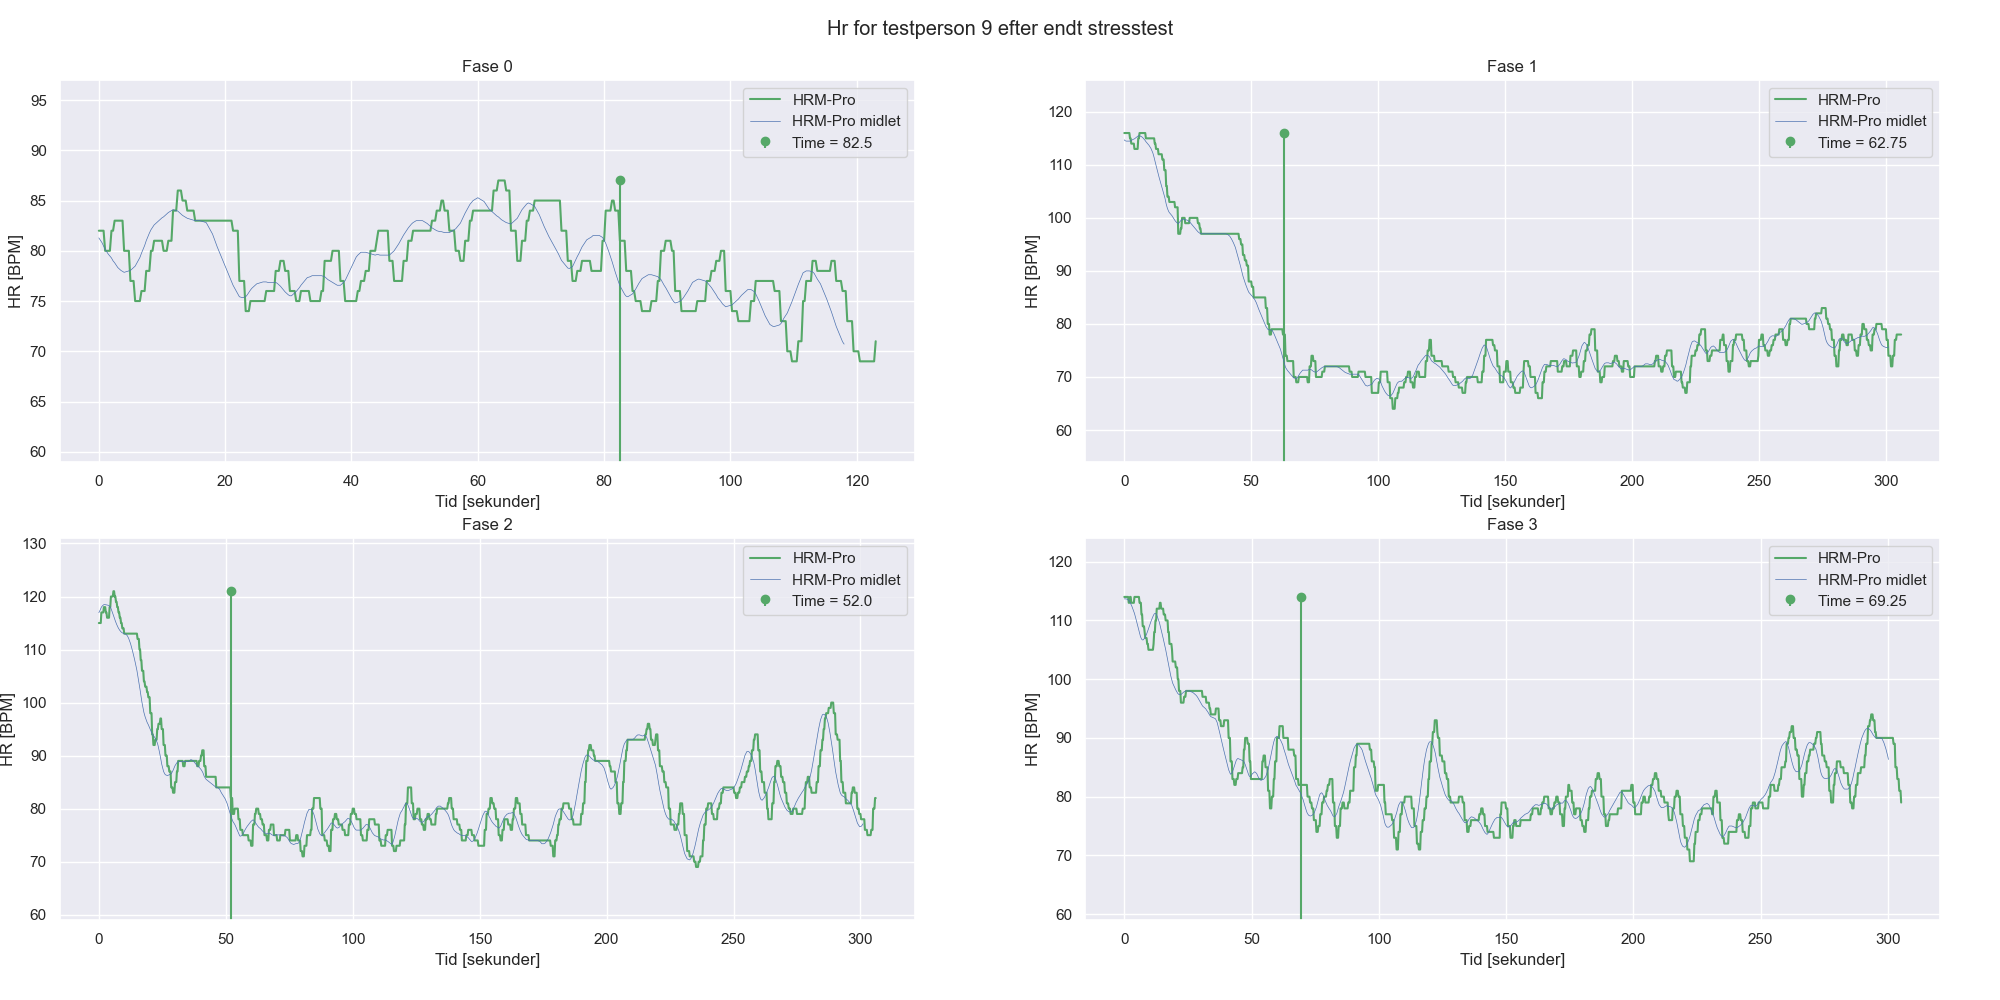 Hr for testperson 9 efter endt stresstest
Fase 0
HR [BPM]
95
90
85
80
75
70
65
60
0 20 40 60 80 100 120
Tid [sekunder]
HRM-Pro
HRM-Pro midlet
Time = 82.5
Fase 1
HR [BPM]
120
110
100
90
80
70
60
0 50 100 150 200 250 300
Tid [sekunder]
HRM-Pro
HRM-Pro midlet
Time = 62.75
Fase 2
HR [BPM]
130
120
110
100
90
80
70
60
0 50 100 150 200 250 300
Tid [sekunder]
HRM-Pro
HRM-Pro midlet
Time = 52.0
Fase 3
HR [BPM]
120
110
100
90
80
70
60
0 50 100 150 200 250 300
Tid [sekunder]
HRM-Pro
HRM-Pro midlet
Time = 69.25